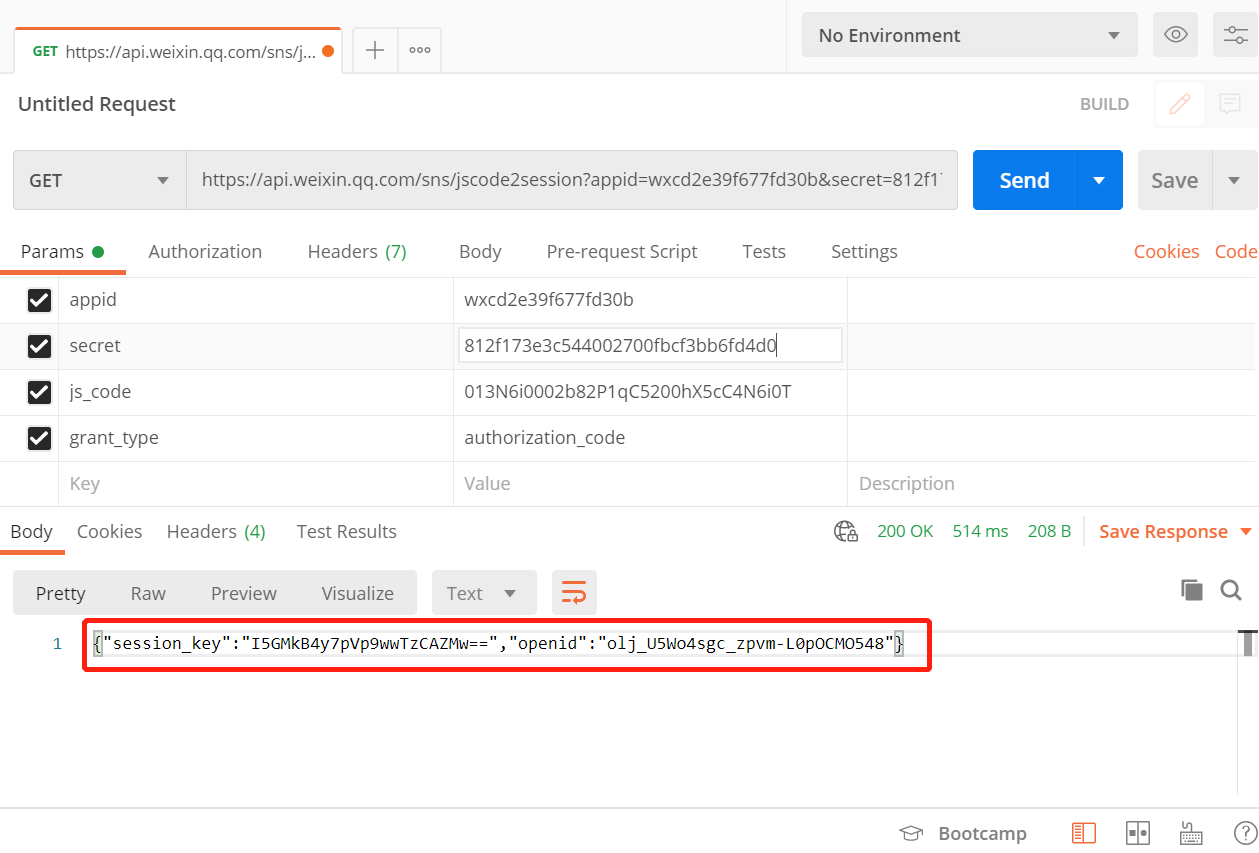 GET https://api.weixin.qq.com/sns/j...
No Environment
Untitled Request
BUILD
GET https://api.weixin.qq.com/sns/jscode2session?appid=wxcd2e39f677fd30b&secret=812f1
Send
Save
Params Authorization Headers (7) Body Pre-request Script Tests Settings Cookies Code
appid wxcd2e39f677fd30b
secret 812f173e3c544002700fbcf3bb6fd4d0
js_code 013N6i0002b82P1qC5200hX5cC4N6i0T
grant_type authorization_code
Key Value Description
Body Cookies Headers (4) Test Results 200 OK 514 ms 208 B Save Response
Pretty Raw Preview Visualize Text
1 {"session_key":"I5GMkB4y7pVp9wwTzCAZMw==","openid":"olj_U5Wo4sgc_zpvm-L0pOCMO548"}
Bootcamp